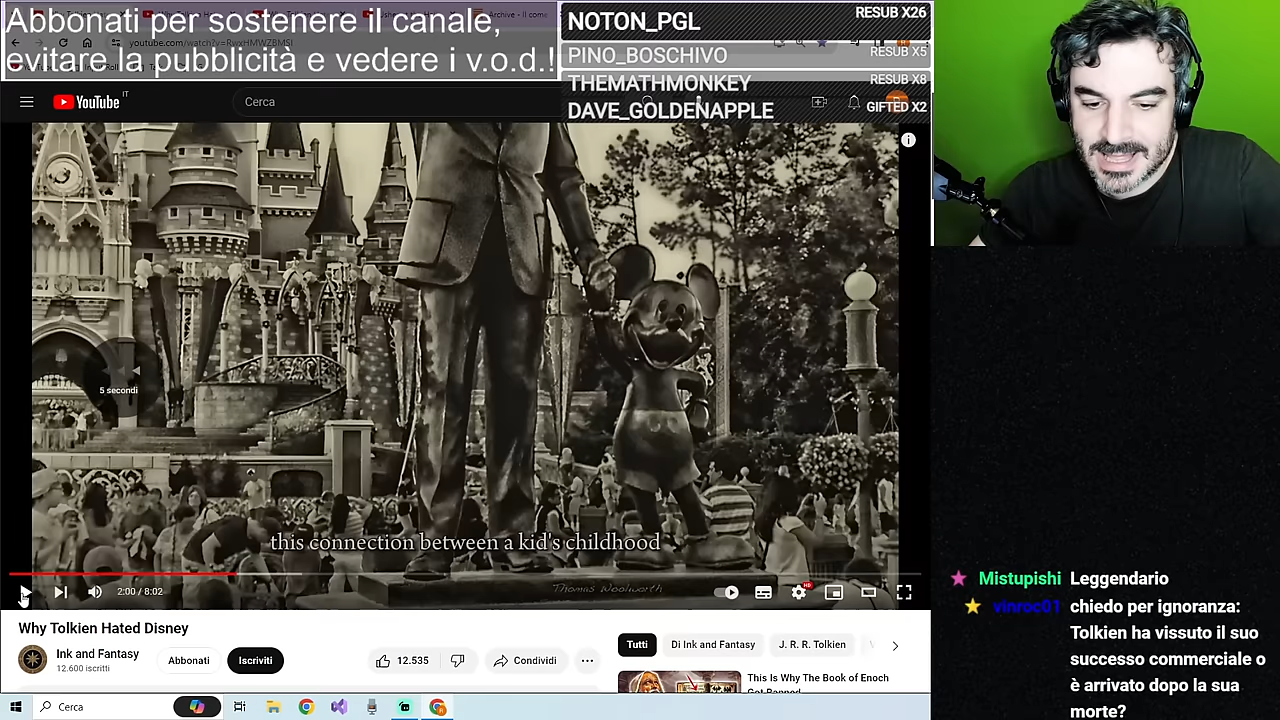 Abbonati per sostenere il canale,
evitare la pubblicità e vedere i v.o.d.!
NOTON_PGL RESUB X26
PINO_BOSCHIVO RESUB X5
THEMATHMONKEY RESUB X8
DAVE_GOLDENAPPLE GIFTED X2
YouTube IT
Cerca
5 secondi
this connection between a kid's childhood
Thomas Woolworth
2:00 / 8:02
HD
Why Tolkien Hated Disney
Ink and Fantasy
12.600 iscritti
Abbonati
Iscriviti
12.535
Condividi
Tutti
Di Ink and Fantasy
J. R. R. Tolkien
This Is Why The Book of Enoch
Got Banned
Cerca
Mistupishi Leggendario
vinroc01 chiedo per ignoranza:
Tolkien ha vissuto il suo
successo commerciale o
è arrivato dopo la sua
morte?